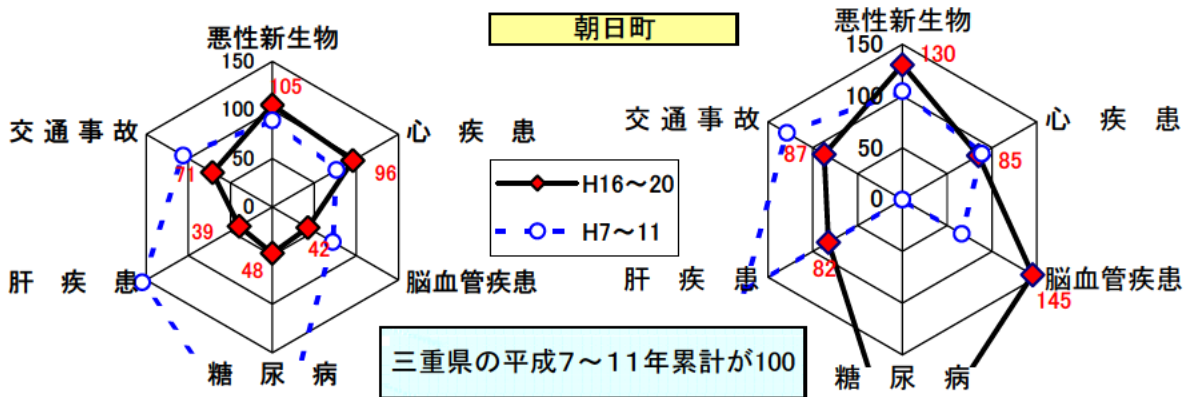 朝日町
悪性新生物
150
105
100
50
0
心 疾 患
96
脳血管疾患
42
糖 尿 病
48
肝 疾 患
39
交通事故
71
H16~20
H7~11
悪性新生物
150
130
100
50
0
心 疾 患
85
脳血管疾患
145
糖 尿 病
肝 疾 患
82
交通事故
87
三重県の平成7~11年累計が100